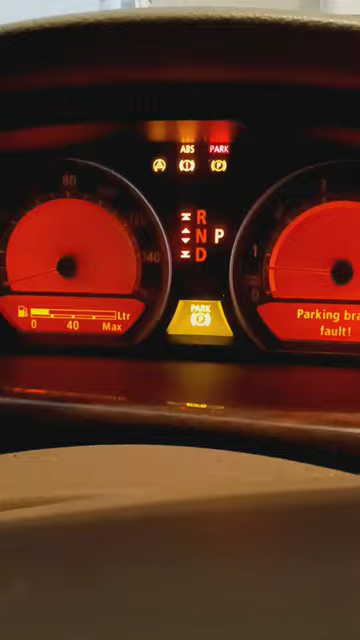 ABS PARK
R
N P
D
80
140
PARK
P
Ltr
0 40 Max
Parking bra
fault!